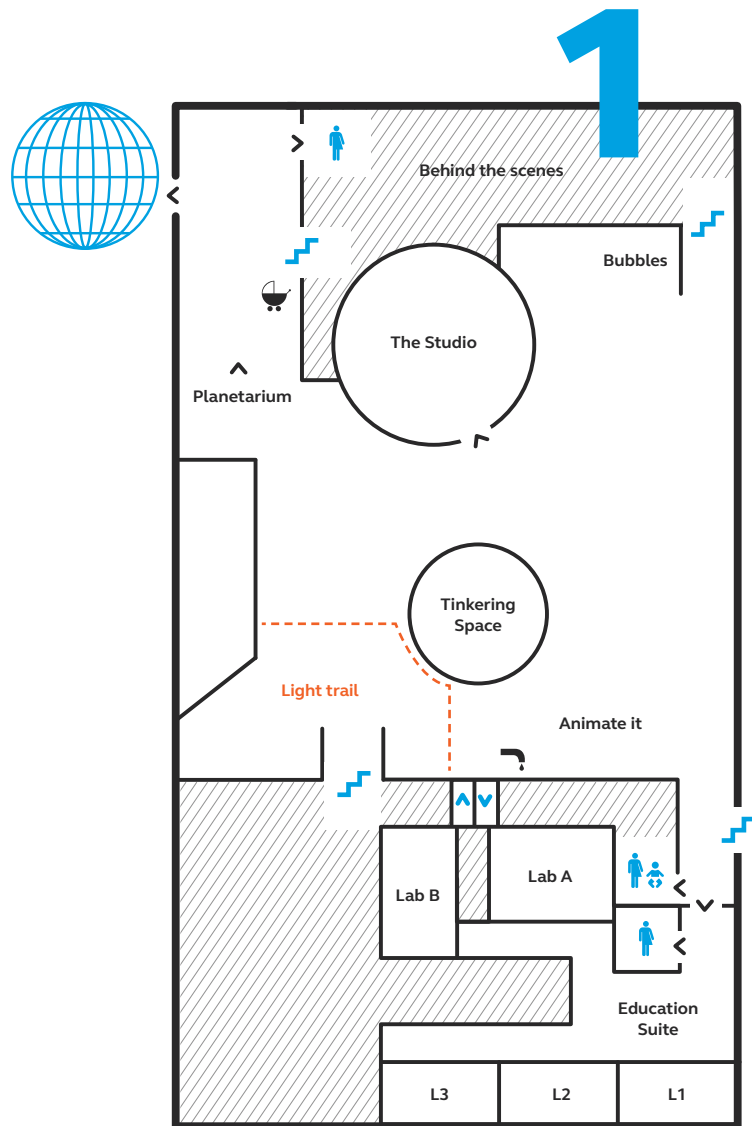 1
Behind the scenes
Bubbles
The Studio
Planetarium
Tinkering
Space
Light trail
Animate it
Lab A
Lab B
Education
Suite
L3
L2
L1